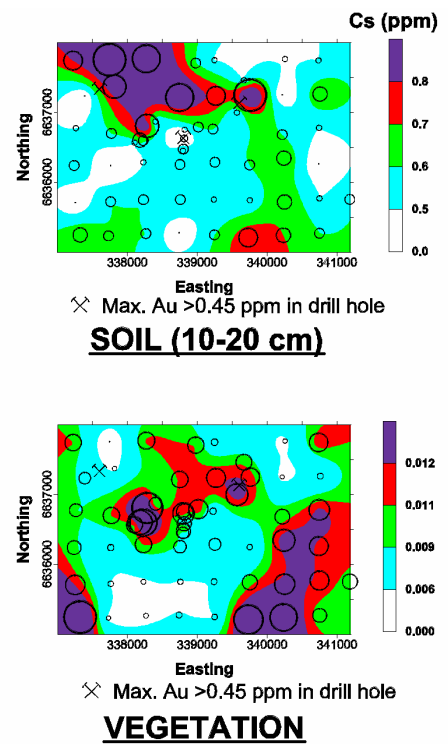 Cs (ppm)
0.8
0.7
0.6
0.5
0.0
Northing
6637000
6636000
338000 339000 340000 341000
Easting
Max. Au >0.45 ppm in drill hole
SOIL (10-20 cm)
0.012
0.011
0.009
0.006
0.000
Northing
6637000
6636000
338000 339000 340000 341000
Easting
Max. Au >0.45 ppm in drill hole
VEGETATION